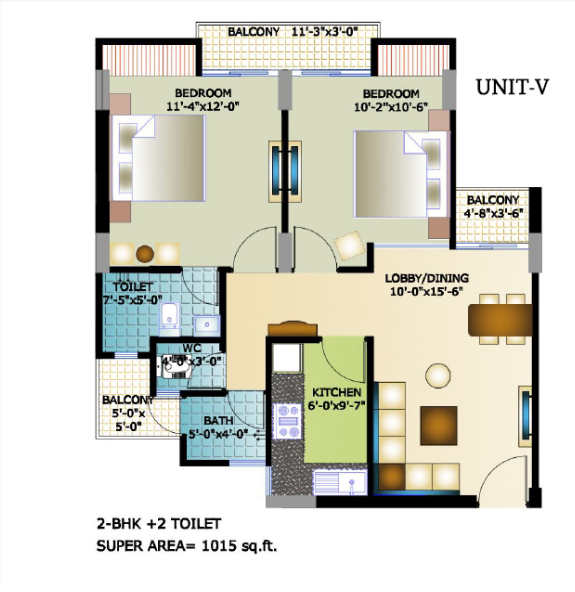 BALCONY 11'-3"x3'-0"
UNIT-V
BEDROOM
11'-4"x12'-0"
BEDROOM
10'-2"x10'-6"
BALCONY
4'-8"x3'-6"
TOILET
7'-5"x5'-0"
LOBBY/DINING
10'-0"x15'-6"
WC
4'-0"x3'-0"
BALCONY
5'-0"x
5'-0"
BATH
5'-0"x4'-0"
KITCHEN
6'-0'x9'-7"
2-BHK +2 TOILET
SUPER AREA= 1015 sq.ft.